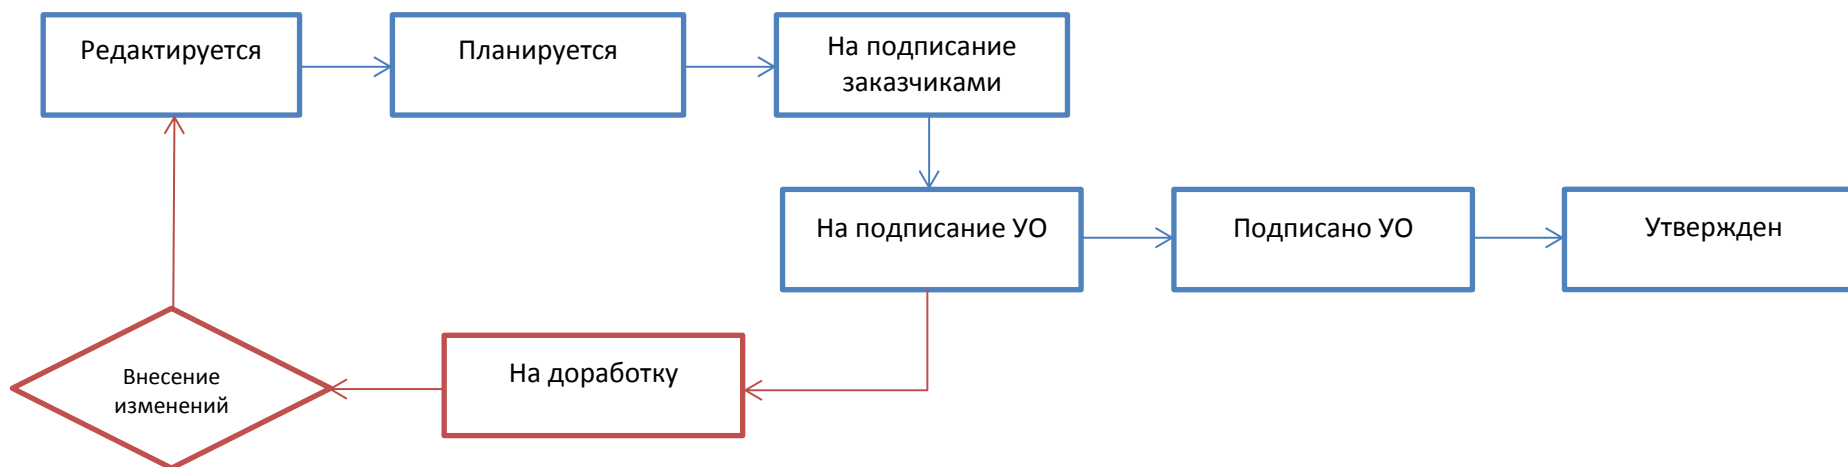 Редактируется
Планируется
На подписание
заказчиками
На подписание УО
Подписано УО
Утвержден
На доработку
Внесение
изменений